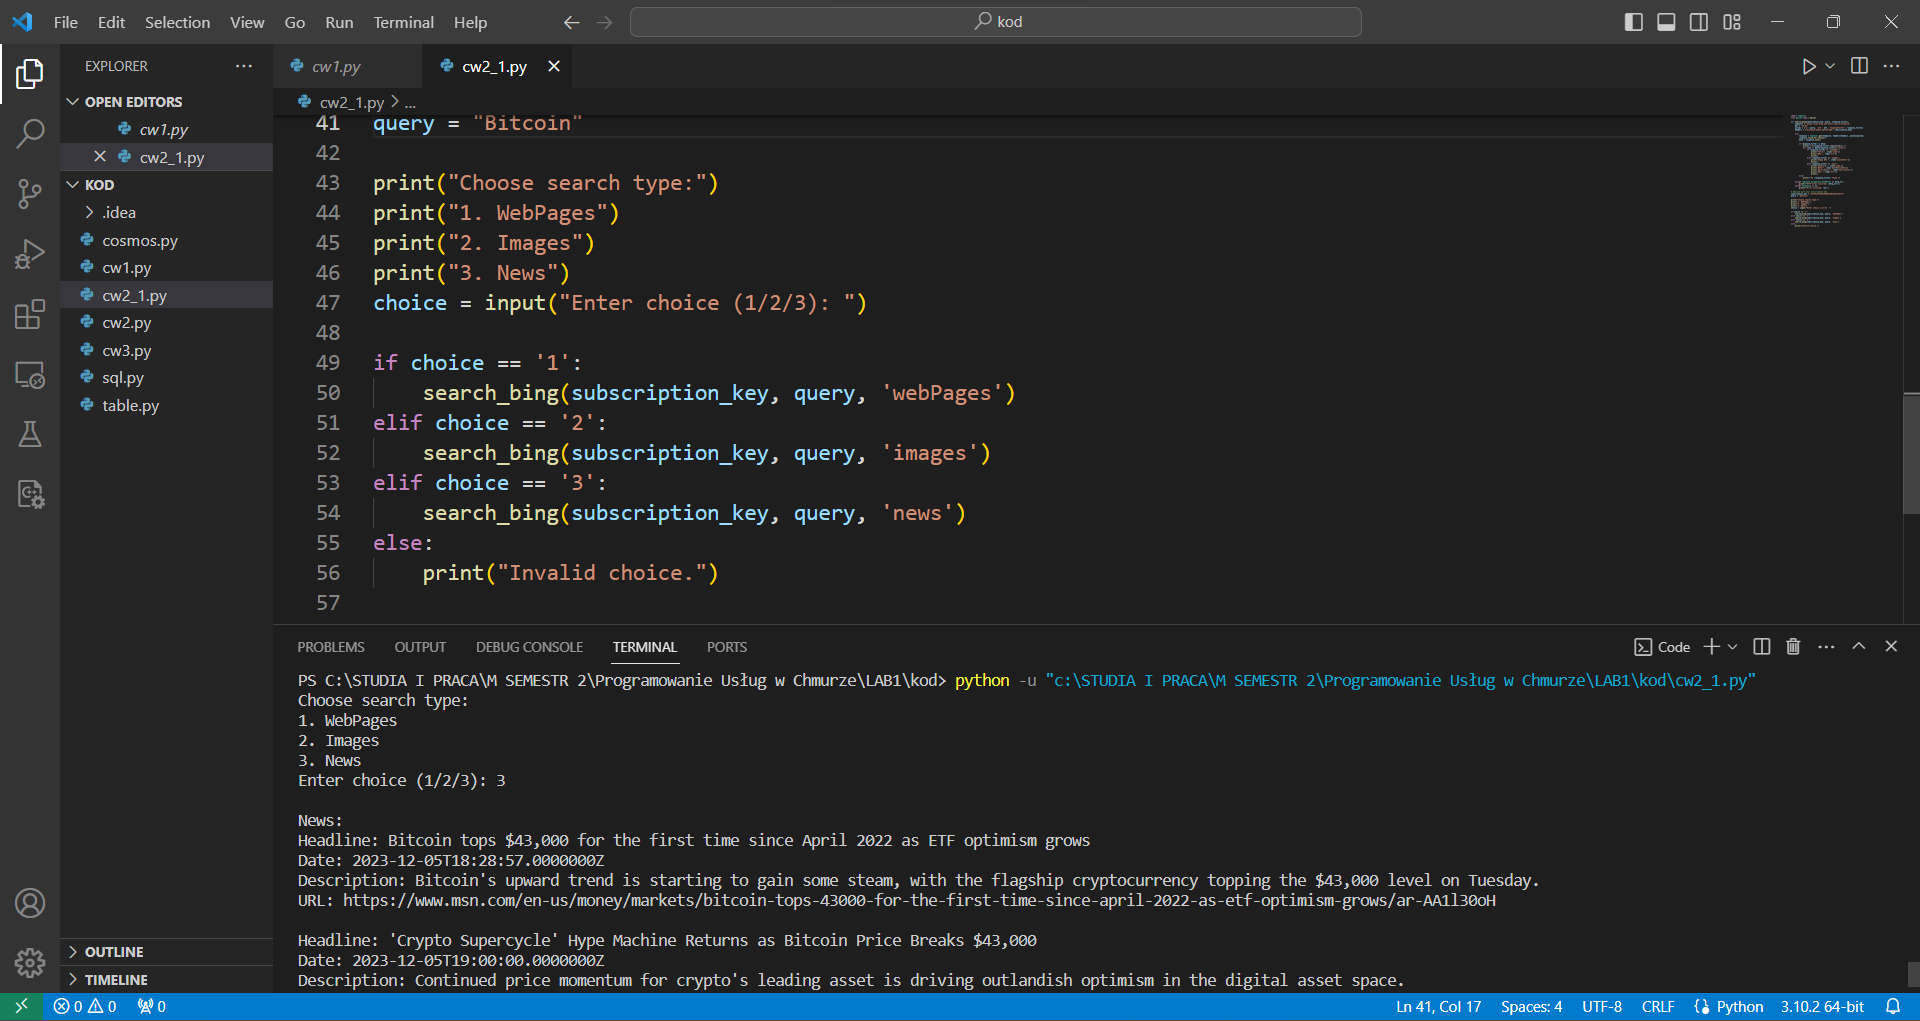 File Edit Selection View Go Run Terminal Help
kod
EXPLORER
OPEN EDITORS
cw1.py
cw2_1.py
KOD
.idea
cosmos.py
cw1.py
cw2_1.py
cw2.py
cw3.py
sql.py
table.py
OUTLINE
TIMELINE
cw1.py cw2_1.py
cw2_1.py > ...
41 query = "Bitcoin"
42
43 print("Choose search type:")
44 print("1. WebPages")
45 print("2. Images")
46 print("3. News")
47 choice = input("Enter choice (1/2/3): ")
48
49 if choice == '1':
50 search_bing(subscription_key, query, 'webPages')
51 elif choice == '2':
52 search_bing(subscription_key, query, 'images')
53 elif choice == '3':
54 search_bing(subscription_key, query, 'news')
55 else:
56 print("Invalid choice.")
57
PROBLEMS OUTPUT DEBUG CONSOLE TERMINAL PORTS
Code
PS C:\STUDIA I PRACA\M SEMESTR 2\Programowanie Usług w Chmurze\LAB1\kod> python -u "c:\STUDIA I PRACA\M SEMESTR 2\Programowanie Usług w Chmurze\LAB1\kod\cw2_1.py"
Choose search type:
1. WebPages
2. Images
3. News
Enter choice (1/2/3): 3
News:
Headline: Bitcoin tops $43,000 for the first time since April 2022 as ETF optimism grows
Date: 2023-12-05T18:28:57.0000000Z
Description: Bitcoin's upward trend is starting to gain some steam, with the flagship cryptocurrency topping the $43,000 level on Tuesday.
URL: https://www.msn.com/en-us/money/markets/bitcoin-tops-43000-for-the-first-time-since-april-2022-as-etf-optimism-grows/ar-AA1l30oH
Headline: 'Crypto Supercycle' Hype Machine Returns as Bitcoin Price Breaks $43,000
Date: 2023-12-05T19:00:00.0000000Z
Description: Continued price momentum for crypto's leading asset is driving outlandish optimism in the digital asset space.
0 0 0
Ln 41, Col 17 Spaces: 4 UTF-8 CRLF Python 3.10.2 64-bit